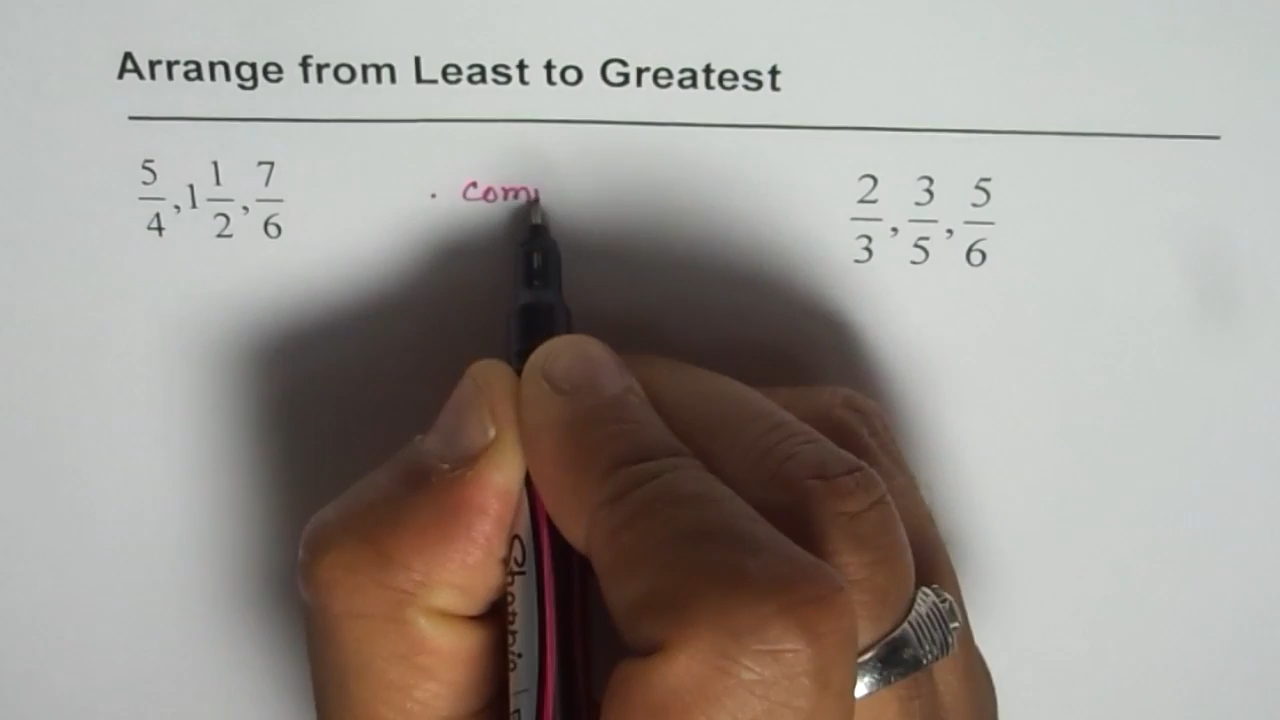 Arrange from Least to Greatest
5/4, 1 1/2, 7/6
· com
2/3, 3/5, 5/6